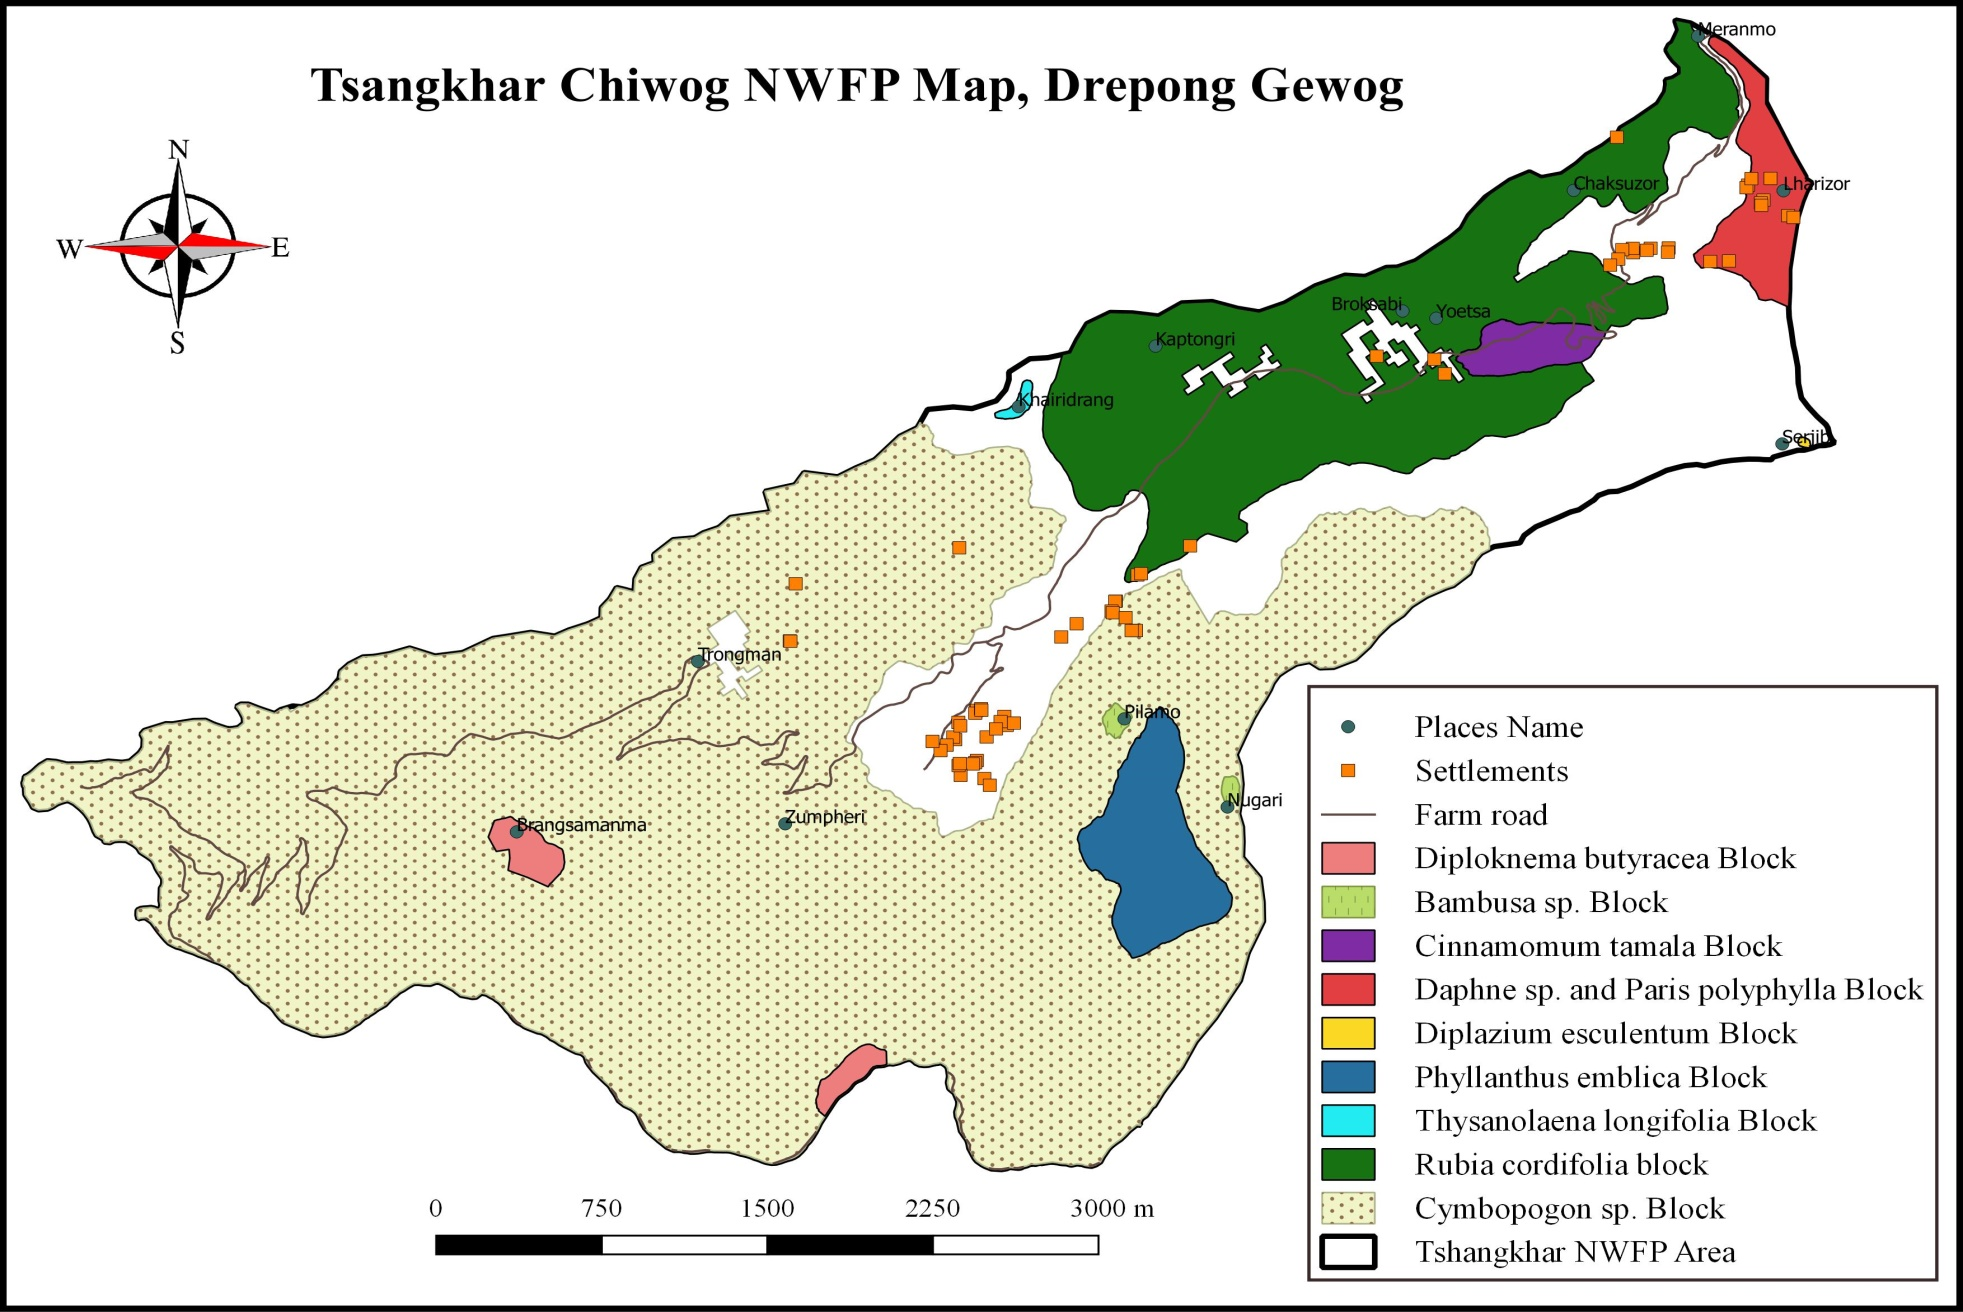 Tsangkhar Chiwog NWFP Map, Drepong Gewog
N
W
E
S
Meranmo
Chaksuzor
Lharizor
Broksabi
Yoetsa
Kaptongri
Khairidrang
Serjib
Trongman
Pilamo
Nugari
Zumpheri
Brangsamanma
Places Name
Settlements
Farm road
Diploknema butyracea Block
Bambusa sp. Block
Cinnamomum tamala Block
Daphne sp. and Paris polyphylla Block
Diplazium esculentum Block
Phyllanthus emblica Block
Thysanolaena longifolia Block
Rubia cordifolia block
Cymbopogon sp. Block
Tshangkhar NWFP Area
0 750 1500 2250 3000 m